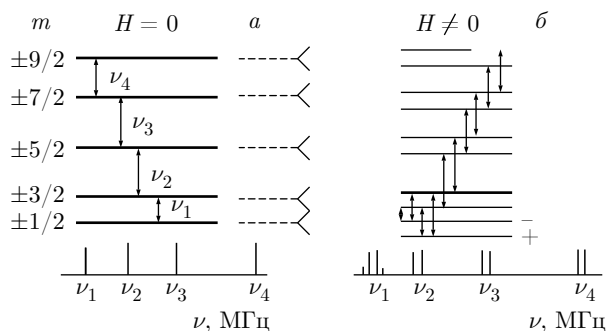 m H = 0 а H ≠ 0 б
±9/2
ν₄
±7/2
ν₃
±5/2
ν₂
±3/2
ν₁
±1/2
−
+
ν₁ ν₂ ν₃ ν₄ ν₁ ν₂ ν₃ ν₄
ν, МГц ν, МГц